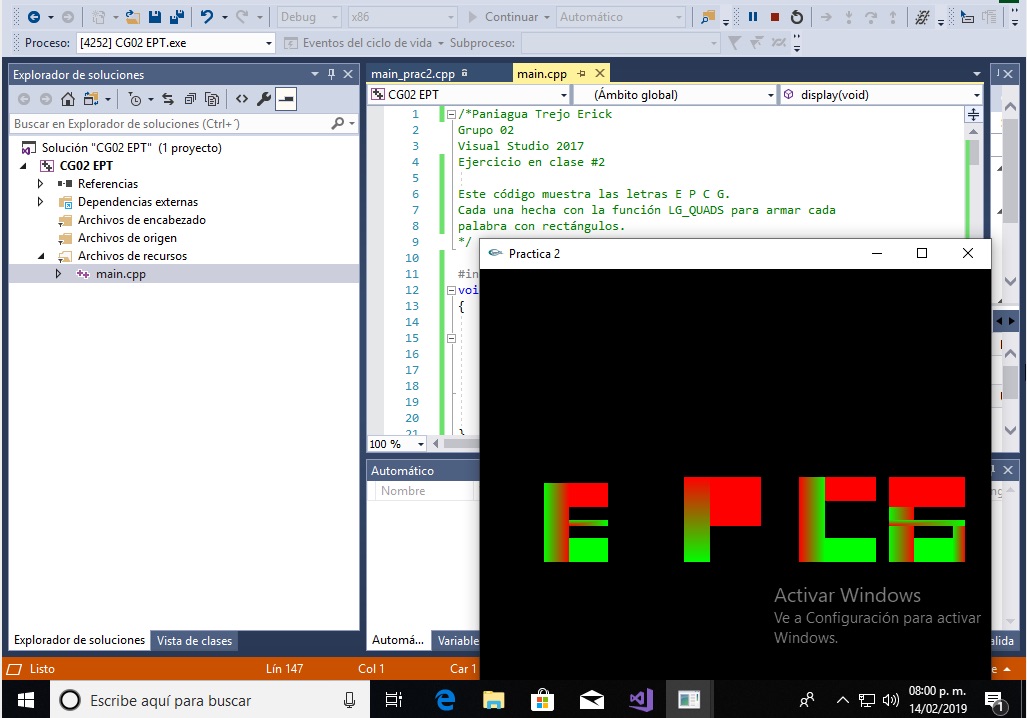 Debug
x86
Continuar
Automático
Proceso:
[4252] CG02 EPT.exe
Eventos del ciclo de vida
Subproceso:
Explorador de soluciones
Buscar en Explorador de soluciones (Ctrl+´)
Solución "CG02 EPT" (1 proyecto)
CG02 EPT
Referencias
Dependencias externas
Archivos de encabezado
Archivos de origen
Archivos de recursos
main.cpp
Explorador de soluciones
Vista de clases
main_prac2.cpp
main.cpp
CG02 EPT
(Ámbito global)
display(void)
1 /*Paniagua Trejo Erick
2 Grupo 02
3 Visual Studio 2017
4 Ejercicio en clase #2
5
6 Este código muestra las letras E P C G.
7 Cada una hecha con la función LG_QUADS para armar cada
8 palabra con rectángulos.
9 */
10
11 #in
12 voi
13 {
14
15
16
17
18
19
20
21 }
100 %
Automático
Nombre
Automá...
Variable
Practica 2
E P C G
Activar Windows
Ve a Configuración para activar
Windows.
Listo
Lín 147
Col 1
Car 1
Escribe aquí para buscar
08:00 p. m.
14/02/2019
1